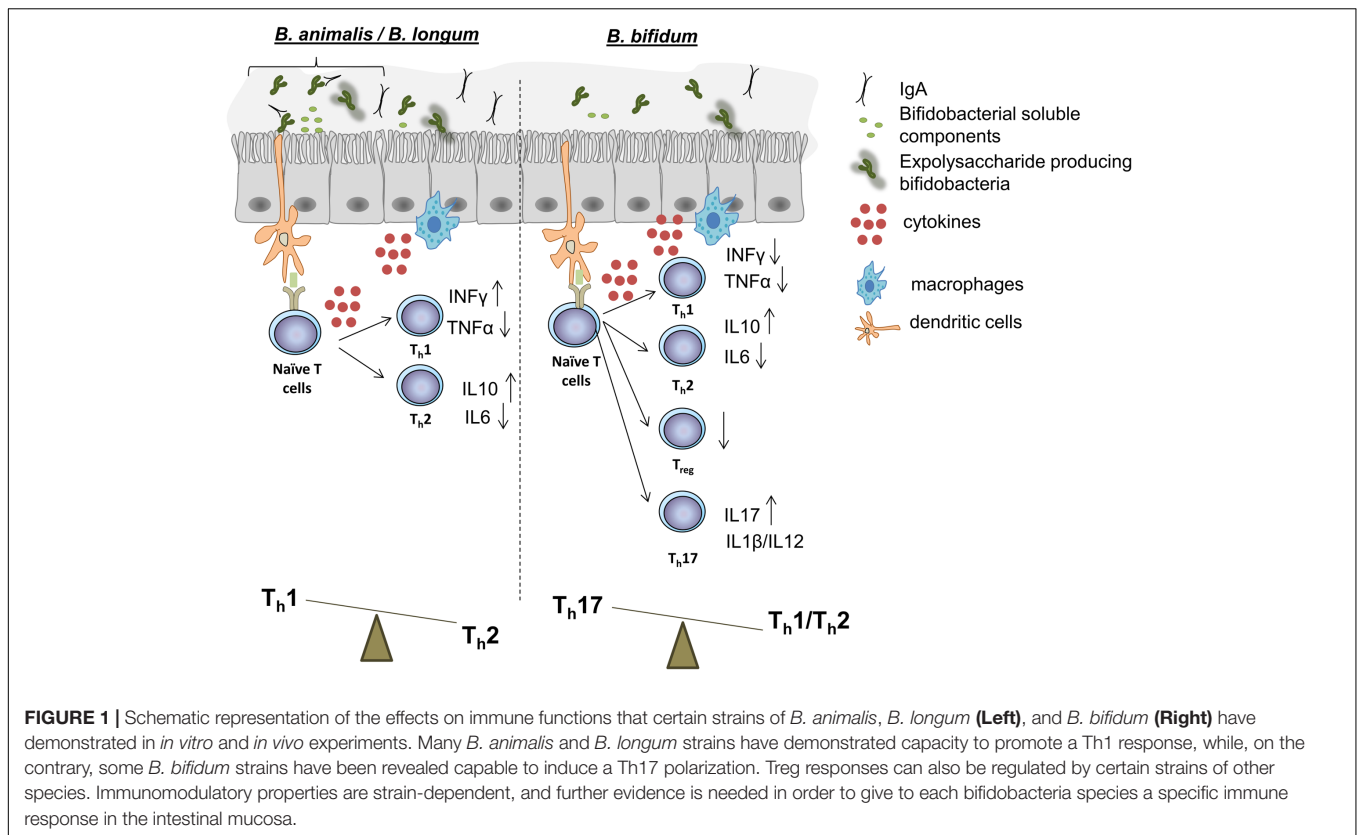 B. animalis / B. longum
B. bifidum
IgA
Bifidobacterial soluble
components
Expolysaccharide producing
bifidobacteria
cytokines
macrophages
dendritic cells
Naïve T
cells
INFγ ↑
TNFα ↓
Th1
IL10 ↑
IL6 ↓
Th2
Naïve T
cells
INFγ ↓
TNFα ↓
Th1
IL10 ↑
IL6 ↓
Th2
↓
Treg
IL17 ↑
IL1β/IL12
Th17
Th1
Th2
Th17
Th1/Th2
FIGURE 1 | Schematic representation of the effects on immune functions that certain strains of B. animalis, B. longum (Left), and B. bifidum (Right) have
demonstrated in in vitro and in vivo experiments. Many B. animalis and B. longum strains have demonstrated capacity to promote a Th1 response, while, on the
contrary, some B. bifidum strains have been revealed capable to induce a Th17 polarization. Treg responses can also be regulated by certain strains of other
species. Immunomodulatory properties are strain-dependent, and further evidence is needed in order to give to each bifidobacteria species a specific immune
response in the intestinal mucosa.